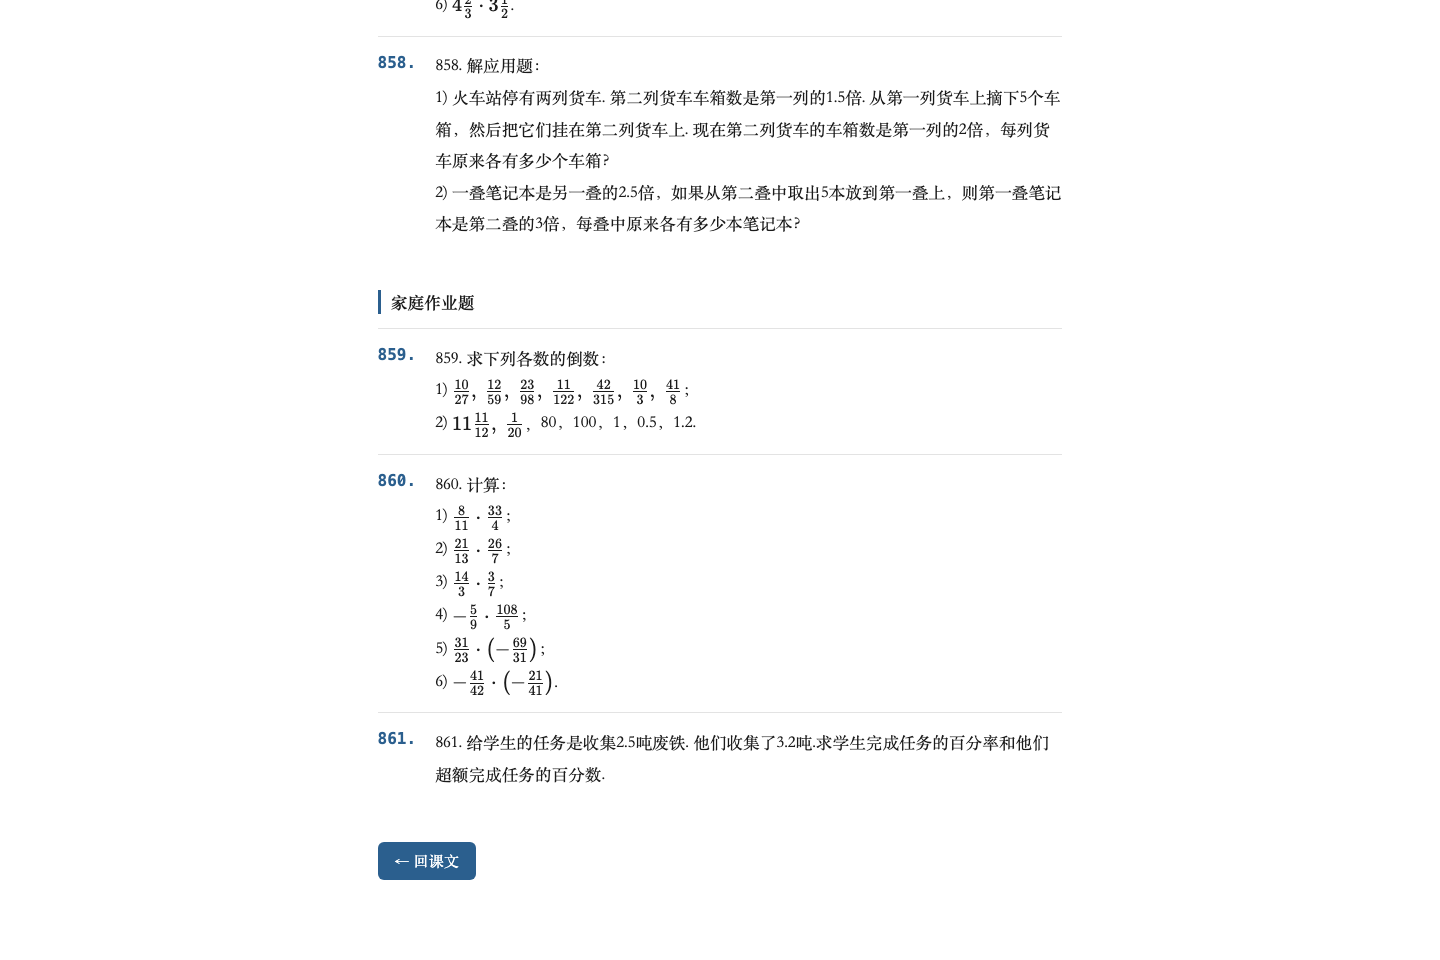 6) 4 2/3 · 3 1/2.
858.
858. 解应用题：
1) 火车站停有两列货车. 第二列货车车箱数是第一列的1.5倍. 从第一列货车上摘下5个车
箱，然后把它们挂在第二列货车上. 现在第二列货车的车箱数是第一列的2倍，每列货
车原来各有多少个车箱？
2) 一叠笔记本是另一叠的2.5倍，如果从第二叠中取出5本放到第一叠上，则第一叠笔记
本是第二叠的3倍，每叠中原来各有多少本笔记本？
家庭作业题
859.
859. 求下列各数的倒数：
1) 10/27, 12/59, 23/98, 11/122, 42/315, 10/3, 41/8；
2) 11 11/12, 1/20，80，100，1，0.5，1.2.
860.
860. 计算：
1) 8/11 · 33/4；
2) 21/13 · 26/7；
3) 14/3 · 3/7；
4) −5/9 · 108/5；
5) 31/23 · (−69/31)；
6) −41/42 · (−21/41).
861.
861. 给学生的任务是收集2.5吨废铁. 他们收集了3.2吨.求学生完成任务的百分率和他们
超额完成任务的百分数.
← 回课文